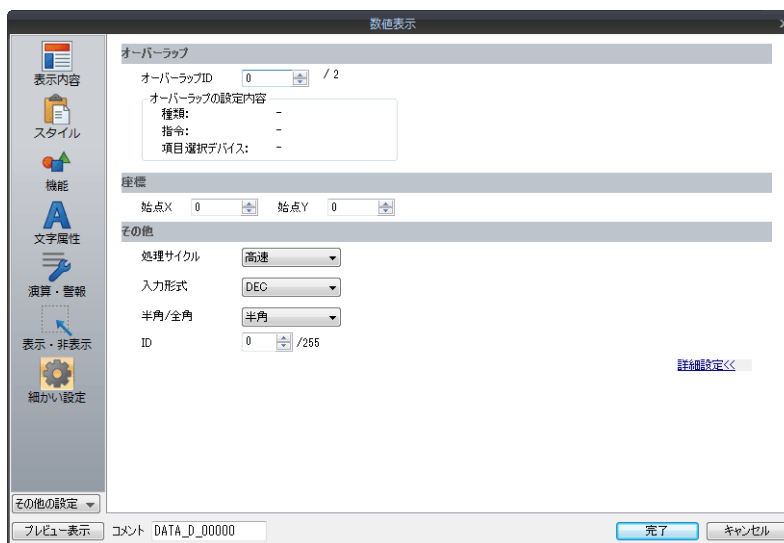 数値表示
表示内容
スタイル
機能
文字属性
演算・警報
表示・非表示
細かい設定
その他の設定
オーバーラップ
オーバーラップID 0 / 2
オーバーラップの設定内容
種類: -
指令: -
項目選択デバイス: -
座標
始点X 0 始点Y 0
その他
処理サイクル 高速
入力形式 DEC
半角/全角 半角
ID 0 /255
詳細設定<<
プレビュー表示 コメント DATA_D_00000 完了 キャンセル